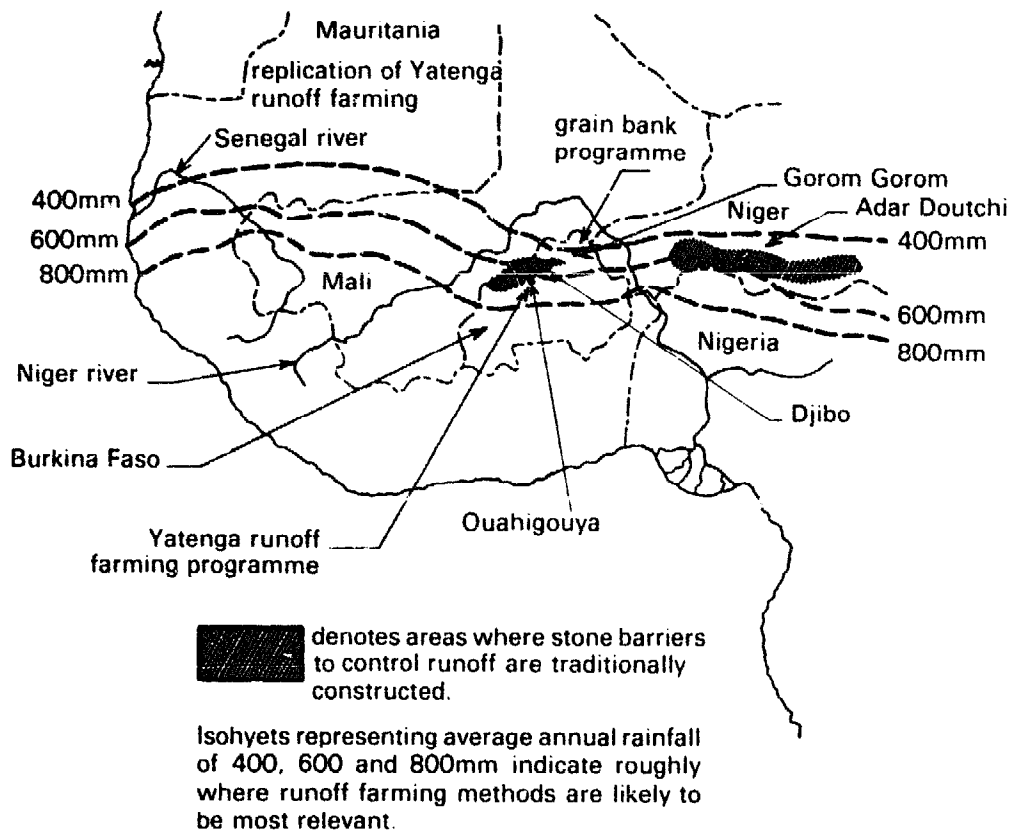 Mauritania
replication of Yatenga
runoff farming
grain bank
programme
Senegal river
Gorom Gorom
Niger
Adar Doutchi
400mm
400mm
600mm
800mm
Mali
600mm
Nigeria
800mm
Niger river
Djibo
Burkina Faso
Ouahigouya
Yatenga runoff
farming programme
denotes areas where stone barriers
to control runoff are traditionally
constructed.
Isohyets representing average annual rainfall
of 400, 600 and 800mm indicate roughly
where runoff farming methods are likely to
be most relevant.